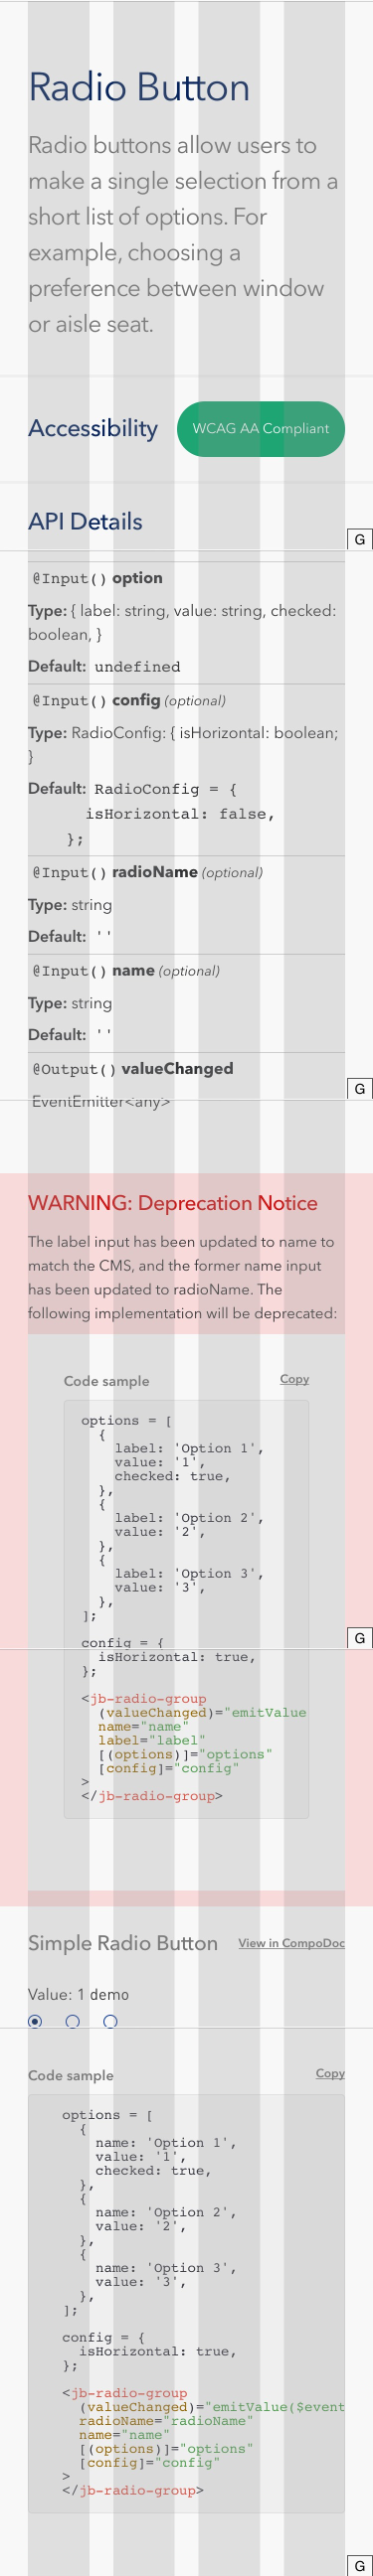 Radio Button
Radio buttons allow users to
make a single selection from a
short list of options. For
example, choosing a
preference between window
or aisle seat.
Accessibility WCAG AA Compliant
API Details
G
@Input() option
Type: { label: string, value: string, checked:
boolean, }
Default: undefined
@Input() config (optional)
Type: RadioConfig: { isHorizontal: boolean;
}
Default: RadioConfig = {
isHorizontal: false,
};
@Input() radioName (optional)
Type: string
Default: ''
@Input() name (optional)
Type: string
Default: ''
@Output() valueChanged
G
EventEmitter<any>
WARNING: Deprecation Notice
The label input has been updated to name to
match the CMS, and the former name input
has been updated to radioName. The
following implementation will be deprecated:
Code sample Copy
options = [
{
label: 'Option 1',
value: '1',
checked: true,
},
{
label: 'Option 2',
value: '2',
},
{
label: 'Option 3',
value: '3',
},
];
config = {
G
isHorizontal: true,
};
<jb-radio-group
(valueChanged)="emitValue
name="name"
label="label"
[(options)]="options"
[config]="config"
>
</jb-radio-group>
Simple Radio Button View in CompoDoc
Value: 1 demo
Code sample Copy
options = [
{
name: 'Option 1',
value: '1',
checked: true,
},
{
name: 'Option 2',
value: '2',
},
{
name: 'Option 3',
value: '3',
},
];
config = {
isHorizontal: true,
};
<jb-radio-group
(valueChanged)="emitValue($event
radioName="radioName"
name="name"
[(options)]="options"
[config]="config"
>
</jb-radio-group>
G